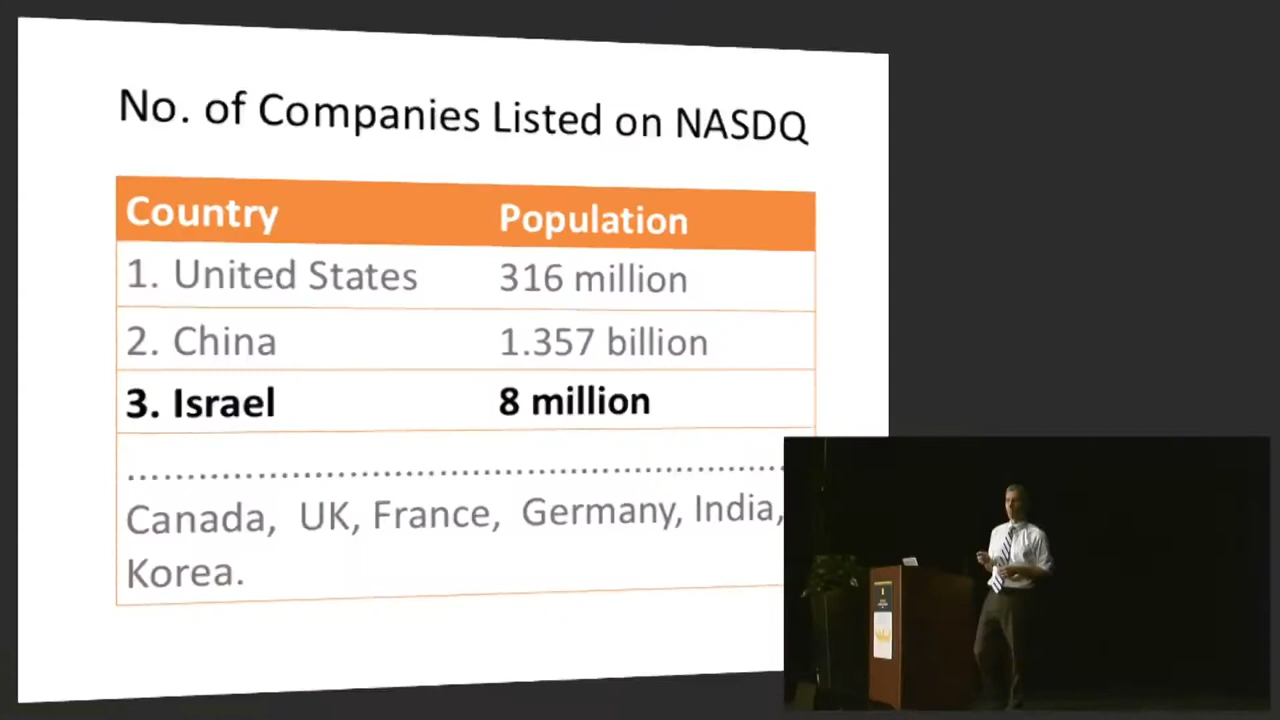 No. of Companies Listed on NASDQ
Country Population
1. United States 316 million
2. China 1.357 billion
3. Israel 8 million
................................................................
Canada, UK, France, Germany, India,
Korea.